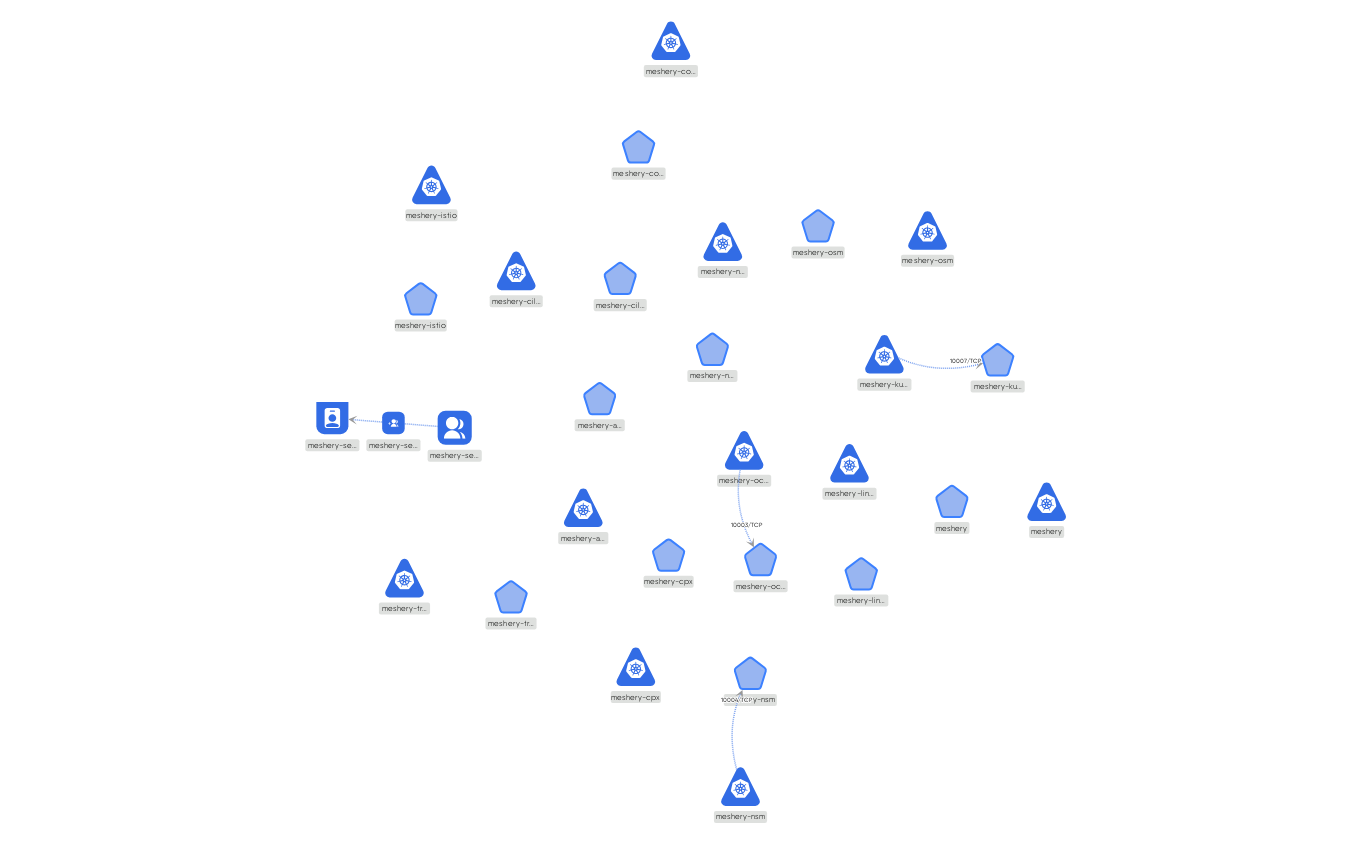 meshery-co...
meshery-co...
meshery-istio
meshery-n...
meshery-osm
meshery-osm
meshery-cil...
meshery-cil...
meshery-istio
meshery-n...
10007/TCP
meshery-ku...
meshery-ku...
meshery-a...
meshery-se...
meshery-se...
meshery-se...
meshery-oc...
meshery-lin...
meshery
meshery
10003/TCP
meshery-a...
meshery-cpx
meshery-oc...
meshery-lin...
meshery-tr...
meshery-tr...
meshery-cpx
10004/TCP
y-nsm
meshery-nsm